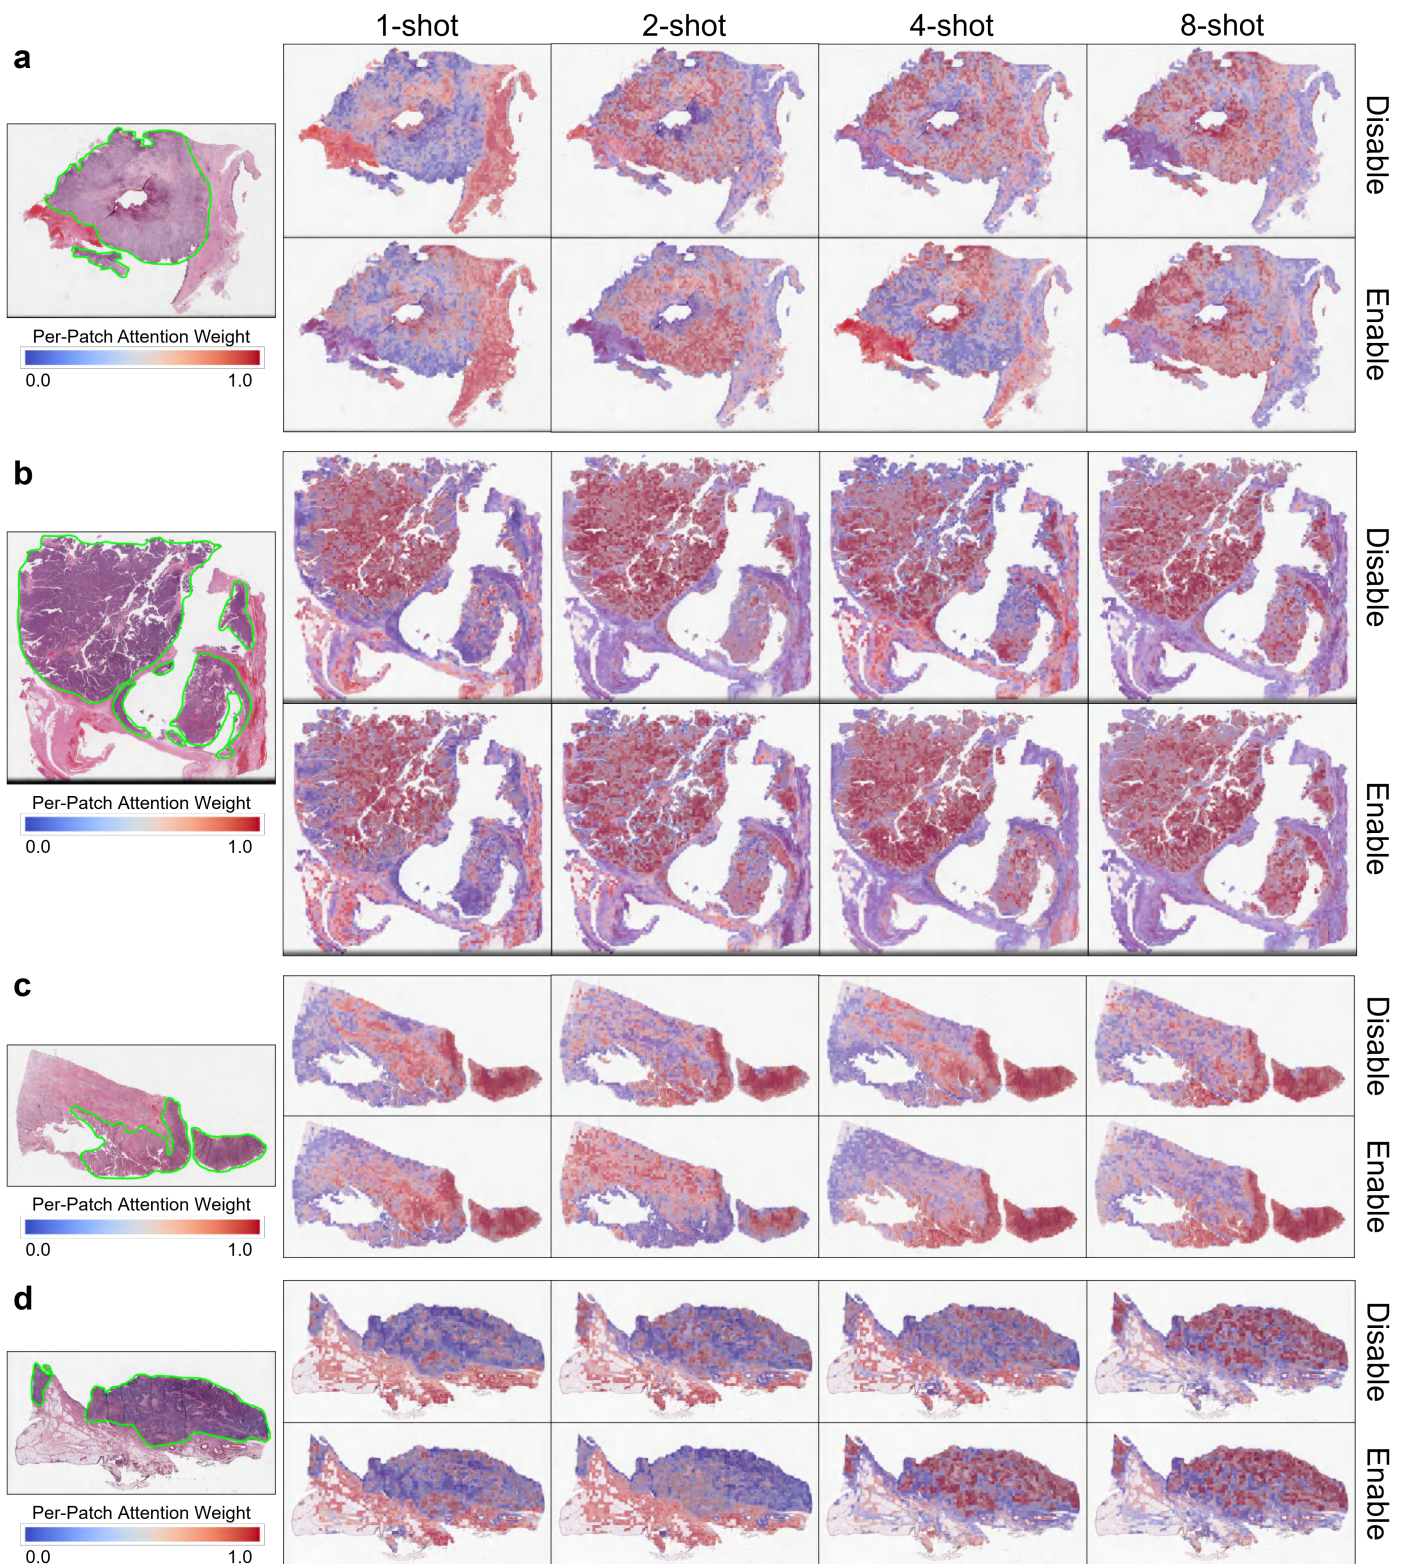 1-shot 2-shot 4-shot 8-shot
a
Disable
Per-Patch Attention Weight
0.0 1.0
Enable
b
Disable
Per-Patch Attention Weight
0.0 1.0
Enable
c
Disable
Per-Patch Attention Weight
0.0 1.0
Enable
d
Disable
Per-Patch Attention Weight
0.0 1.0
Enable